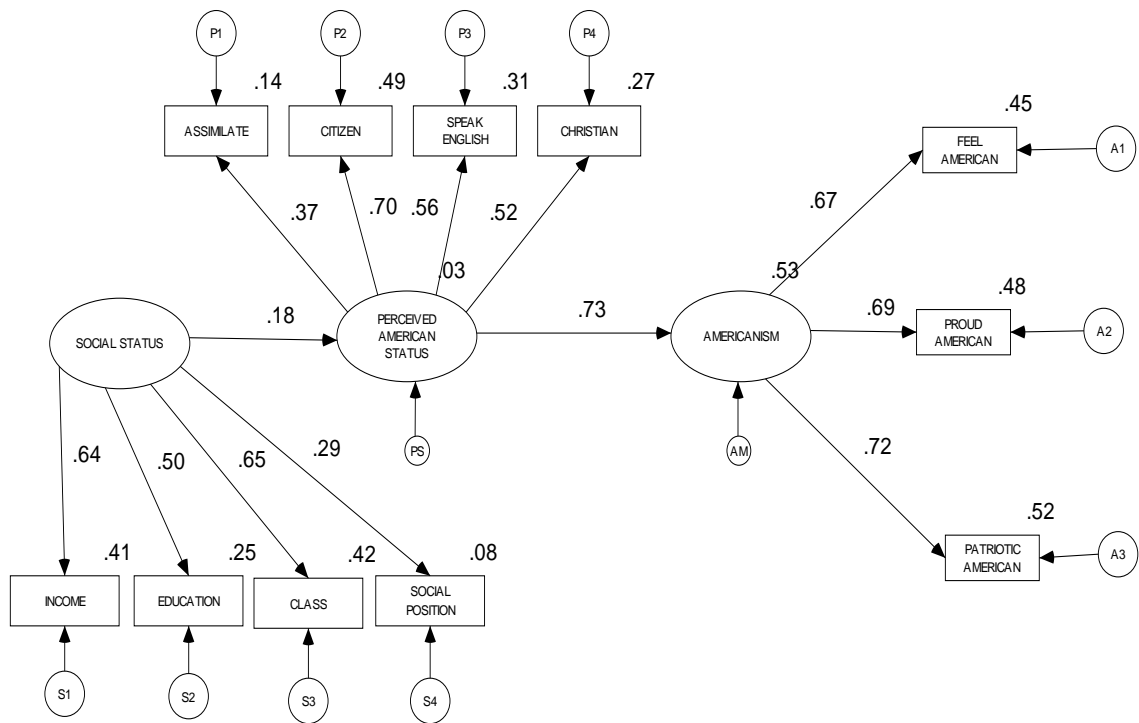 P1 P2 P3 P4
.14 .49 .31 .27
ASSIMILATE CITIZEN SPEAK
ENGLISH CHRISTIAN
.45
FEEL
AMERICAN A1
.37 .70 .56 .52 .67
.03 .53
SOCIAL STATUS .18 PERCEIVED
AMERICAN
STATUS .73 AMERICANISM .69
.48
PROUD
AMERICAN A2
PS AM
.64 .50 .65 .29 .72
.52
PATRIOTIC
AMERICAN A3
.41 .25 .42 .08
INCOME EDUCATION CLASS SOCIAL
POSITION
S1 S2 S3 S4